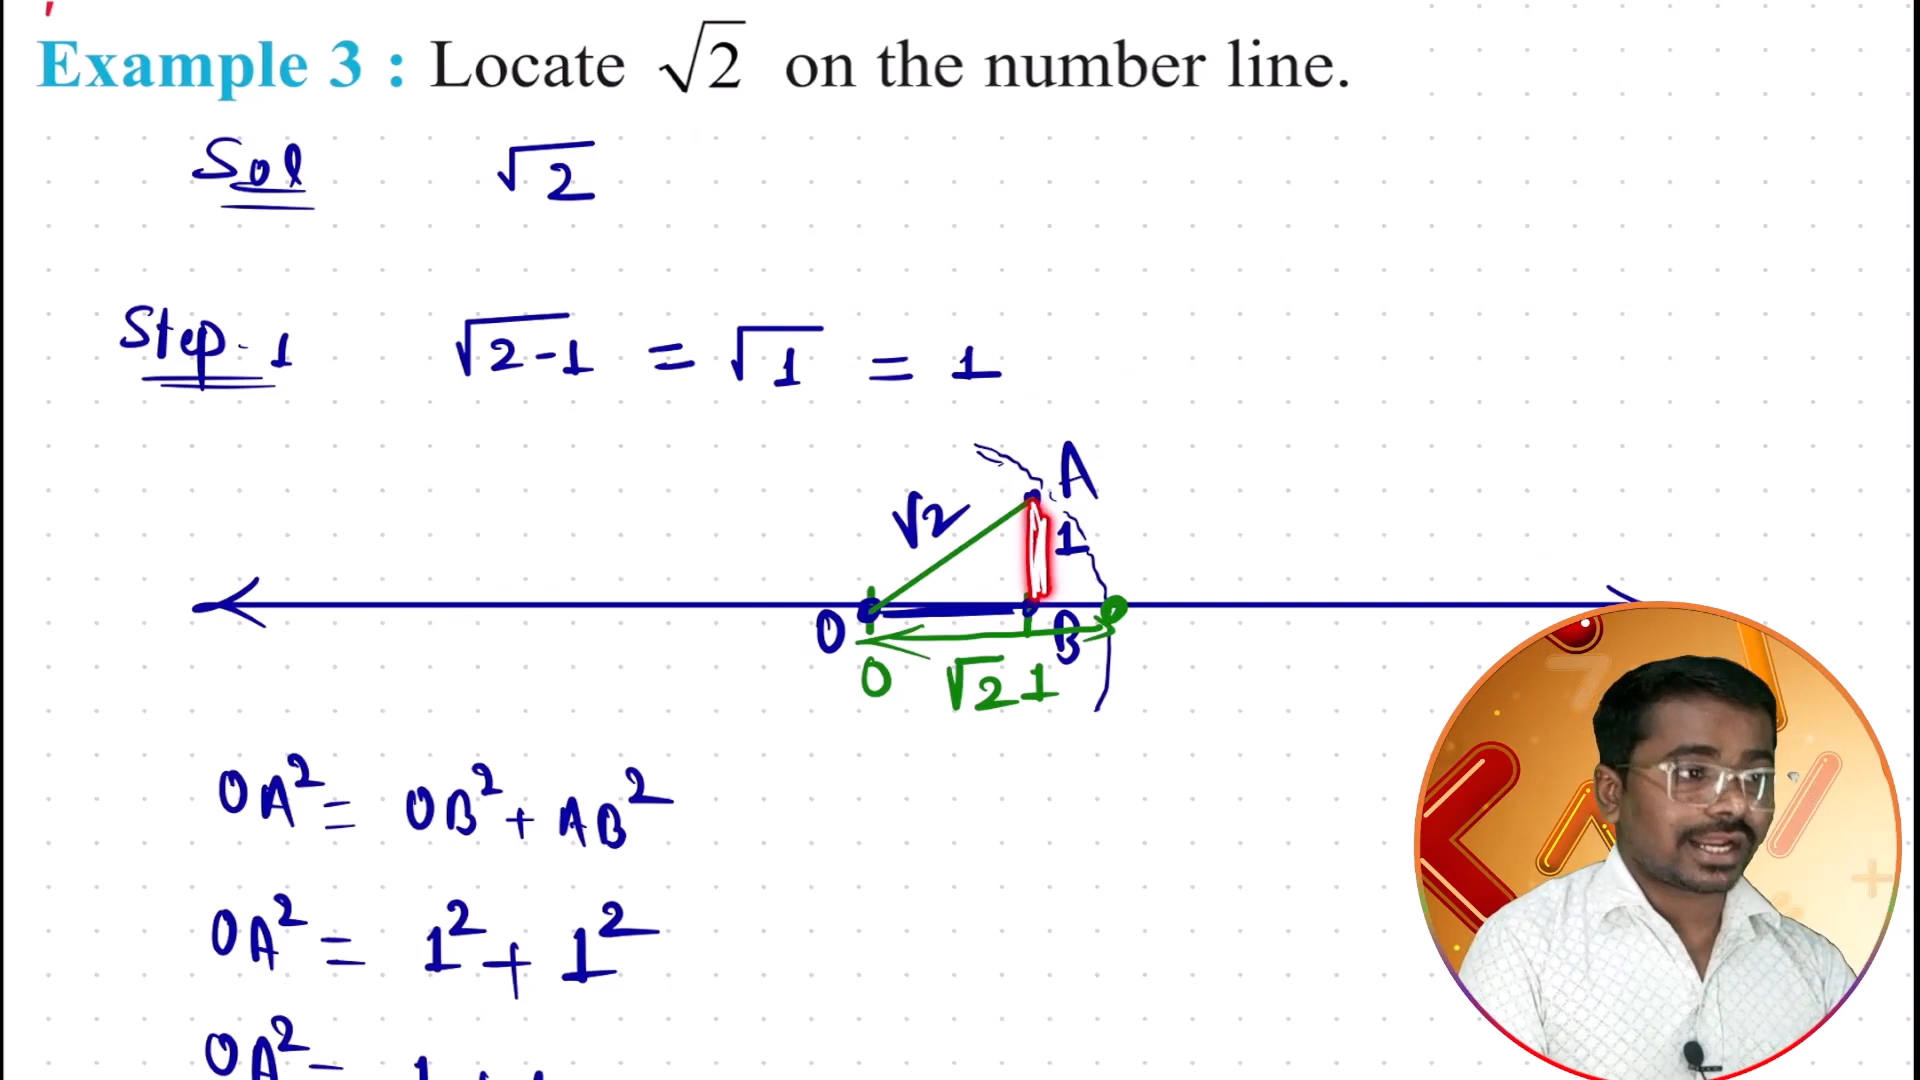 Example 3 : Locate √2 on the number line.
Sol √2
Step-1 √2-1 = √1 = 1
A
√2
1
O B
0 √2 1
OA² = OB² + AB²
OA² = 1² + 1²
OA² =